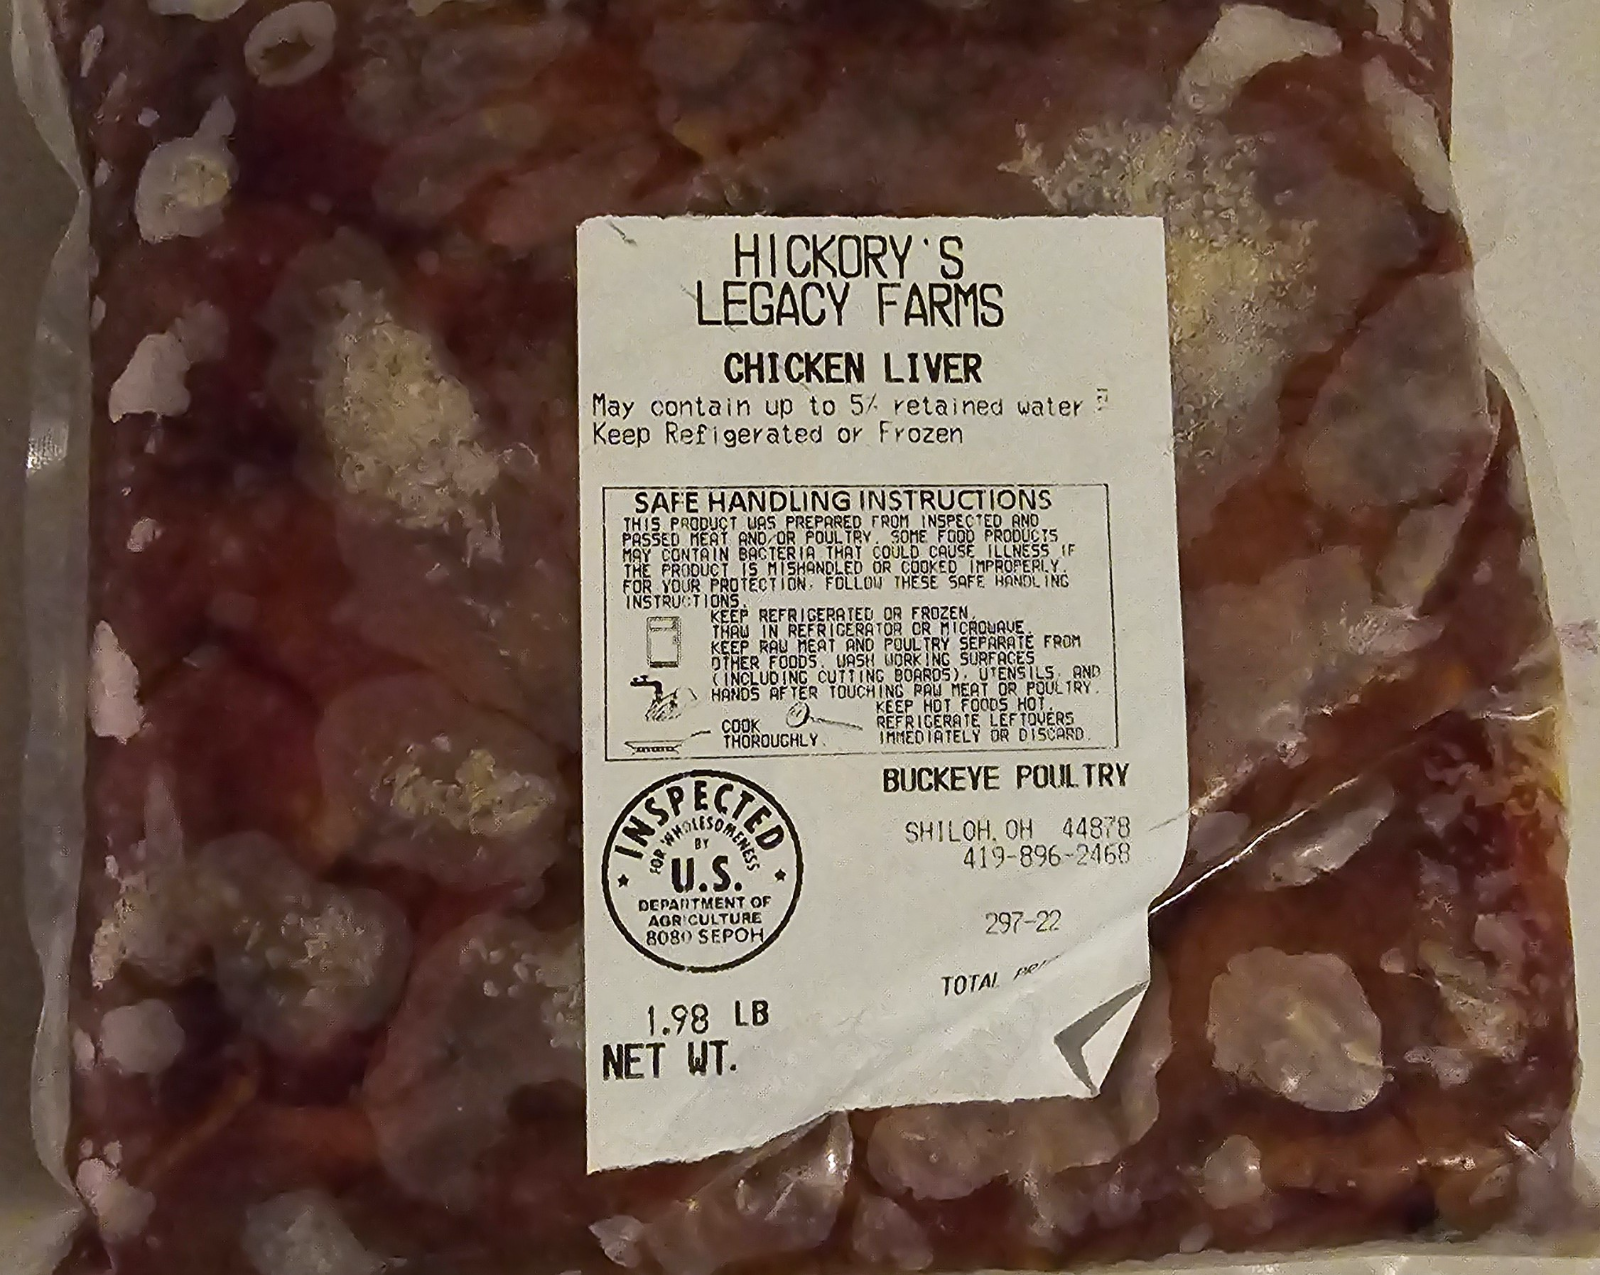 HICKORY'S
LEGACY FARMS
CHICKEN LIVER
May contain up to 5% retained water
Keep Refigerated or Frozen
SAFE HANDLING INSTRUCTIONS
THIS PRODUCT WAS PREPARED FROM INSPECTED AND
PASSED MEAT AND/OR POULTRY. SOME FOOD PRODUCTS
MAY CONTAIN BACTERIA THAT COULD CAUSE ILLNESS IF
THE PRODUCT IS MISHANDLED OR COOKED IMPROPERLY.
FOR YOUR PROTECTION, FOLLOW THESE SAFE HANDLING
INSTRUCTIONS.
KEEP REFRIGERATED OR FROZEN.
THAW IN REFRIGERATOR OR MICROWAVE.
KEEP RAW MEAT AND POULTRY SEPARATE FROM
OTHER FOODS. WASH WORKING SURFACES
(INCLUDING CUTTING BOARDS), UTENSILS, AND
HANDS AFTER TOUCHING RAW MEAT OR POULTRY.
COOK
THOROUGHLY.
KEEP HOT FOODS HOT.
REFRIGERATE LEFTOVERS
IMMEDIATELY OR DISCARD.
INSPECTED
FOR WHOLESOMENESS
BY
U.S.
DEPARTMENT OF
AGRICULTURE
8080 SEPOH
BUCKEYE POULTRY
SHILOH, OH 44878
419-896-2468
297-22
TOTAL
1.98 LB
NET WT.